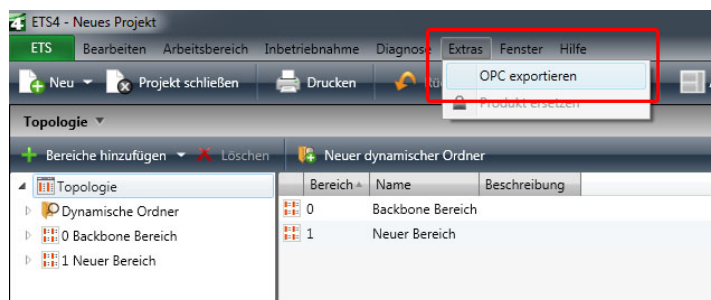 4 ETS4 - Neues Projekt
ETS Bearbeiten Arbeitsbereich Inbetriebnahme Diagnose Extras Fenster Hilfe
Neu Projekt schließen Drucken OPC exportieren
Produkt ersetzen
Topologie
Bereiche hinzufügen Löschen Neuer dynamischer Ordner
Topologie Bereich Name Beschreibung
Dynamische Ordner 0 Backbone Bereich
0 Backbone Bereich 1 Neuer Bereich
1 Neuer Bereich